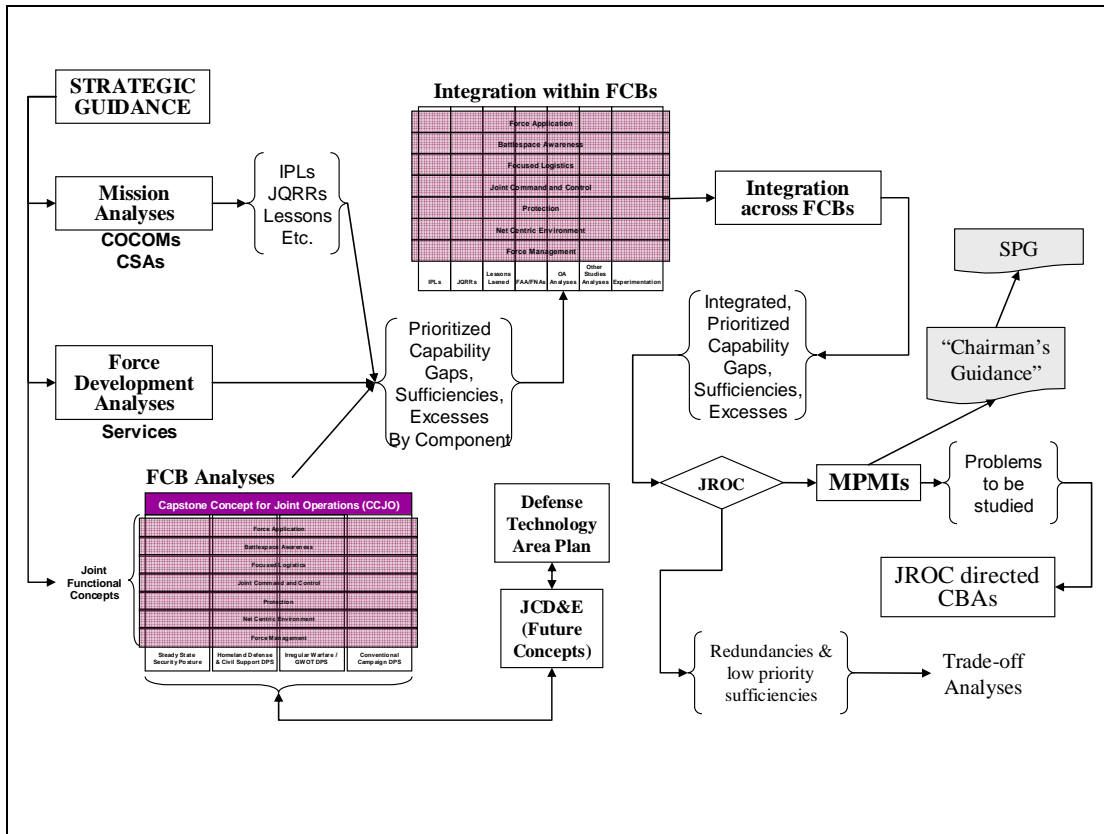 STRATEGIC
GUIDANCE
Mission
Analyses
COCOMs
CSAs
IPLs
JQRRs
Lessons
Etc.
Force
Development
Analyses
Services
Integration within FCBs
Force Application
Battlespace Awareness
Focused Logistics
Joint Command and Control
Protection
Net Centric Environment
Force Management
IPLs
JQRRs
Lessons
Learned
FAA/FNAs
OA
Analyses
Other
Studies
Analyses
Experimentation
Integration
across FCBs
Prioritized
Capability
Gaps,
Sufficiencies,
Excesses
By Component
Integrated,
Prioritized
Capability
Gaps,
Sufficiencies,
Excesses
SPG
“Chairman’s
Guidance”
JROC
MPMIs
Problems
to be
studied
JROC directed
CBAs
Redundancies &
low priority
sufficiencies
Trade-off
Analyses
FCB Analyses
Capstone Concept for Joint Operations (CCJO)
Joint
Functional
Concepts
Force Application
Battlespace Awareness
Focused Logistics
Joint Command and Control
Protection
Net Centric Environment
Force Management
Steady State
Security Posture
Homeland Defense
& Civil Support DPS
Irregular Warfare /
GWOT DPS
Conventional
Campaign DPS
Defense
Technology
Area Plan
JCD&E
(Future
Concepts)